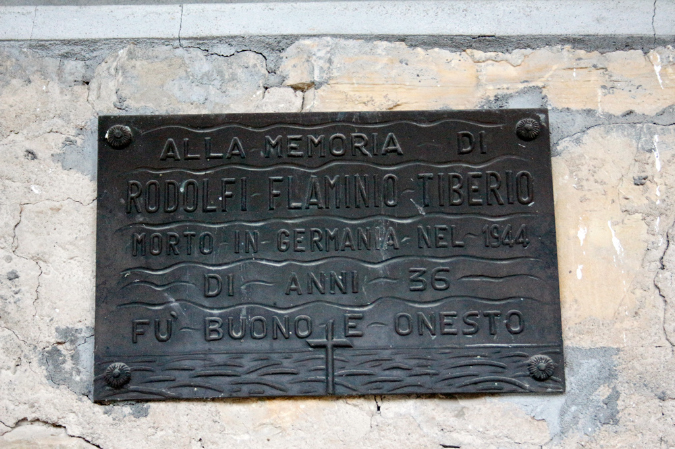 ALLA MEMORIA DI
RODOLFI FLAMINIO TIBERIO
MORTO IN GERMANIA NEL 1944
DI ANNI 36
FU' BUONO E ONESTO